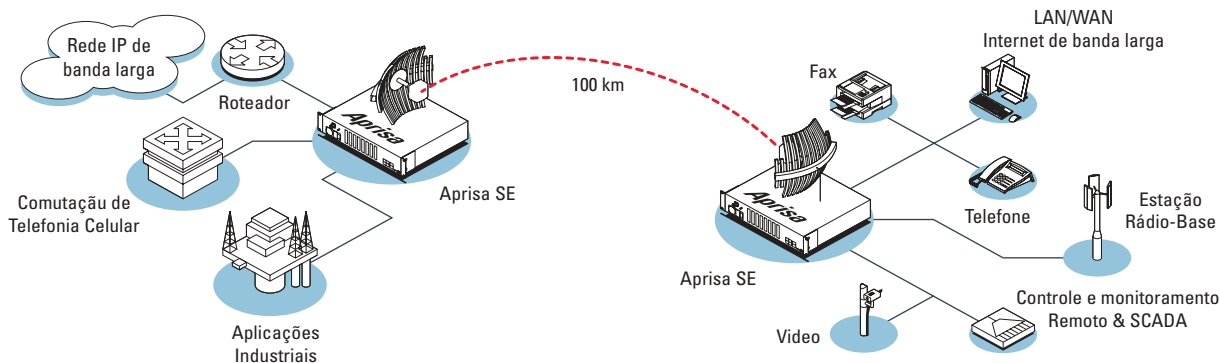 Rede IP de
banda larga
Roteador
Aprisa
Aprisa SE
Comutação de
Telefonia Celular
Aplicações
Industriais
100 km
LAN/WAN
Internet de banda larga
Fax
Aprisa
Aprisa SE
Telefone
Estação
Rádio-Base
Video
Controle e monitoramento
Remoto & SCADA